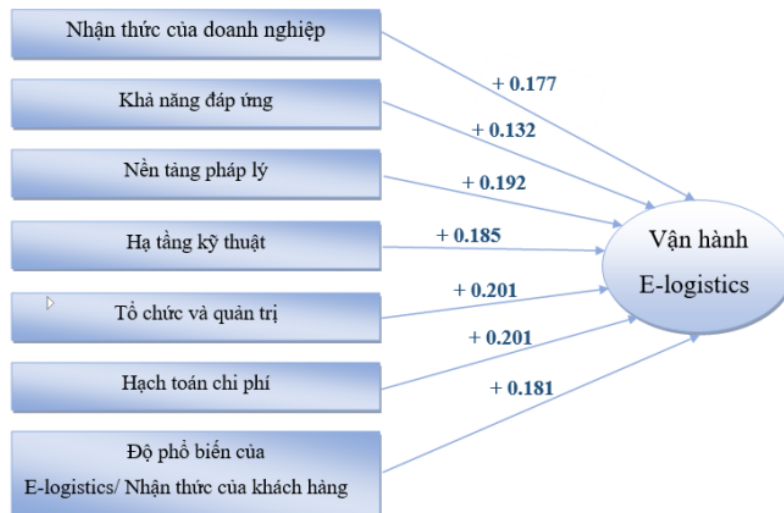 Nhận thức của doanh nghiệp
+ 0.177
Khả năng đáp ứng
+ 0.132
Nền tảng pháp lý
+ 0.192
Hạ tầng kỹ thuật
+ 0.185
Vận hành
E-logistics
Tổ chức và quản trị
+ 0.201
Hạch toán chi phí
+ 0.201
+ 0.181
Độ phổ biến của
E-logistics/ Nhận thức của khách hàng